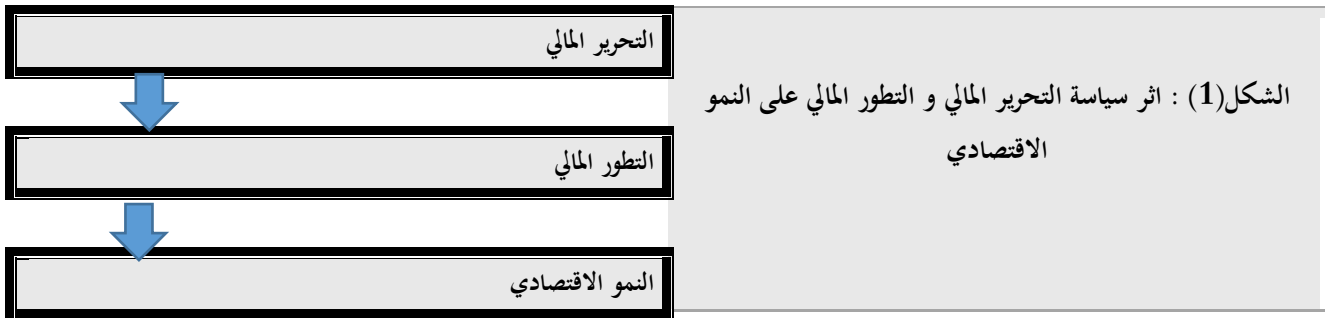 الشكل(1) : اثر سياسة التحرير المالي و التطور المالي على النمو
الاقتصادي
التحرير المالي
التطور المالي
النمو الاقتصادي